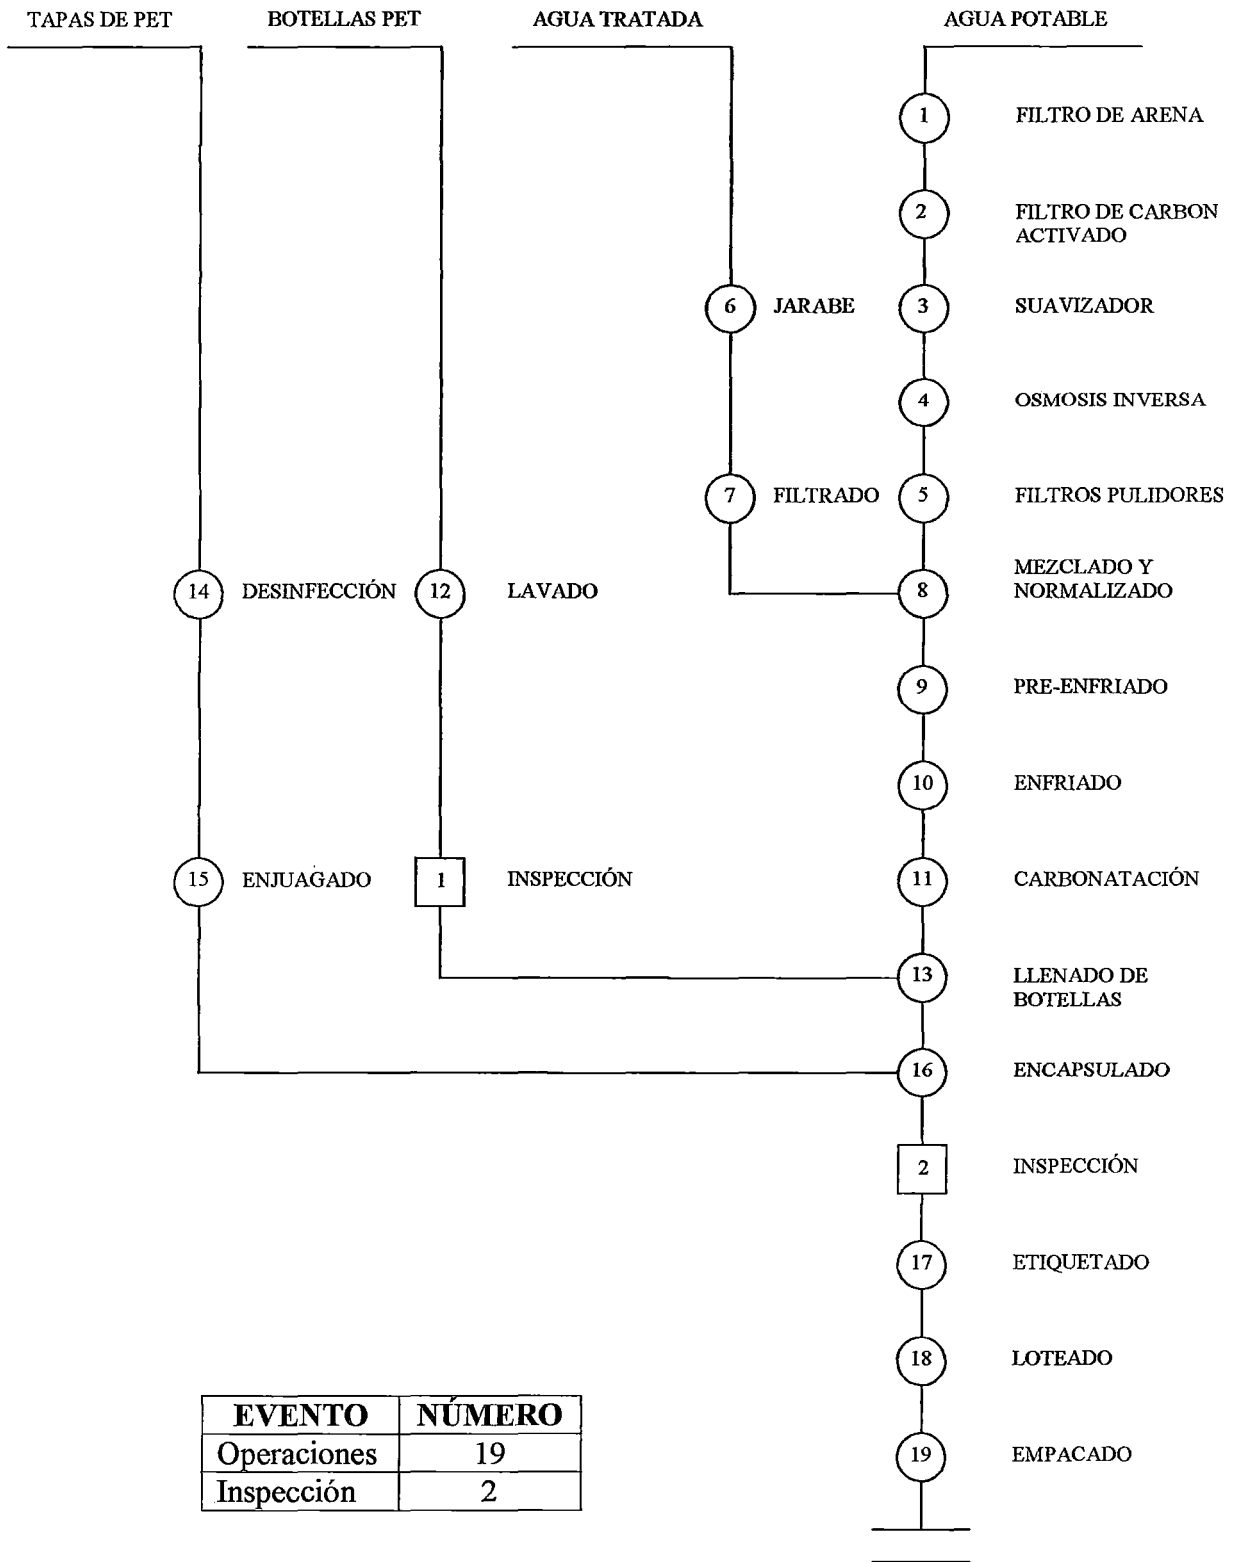 TAPAS DE PET
BOTELLAS PET
AGUA TRATADA
AGUA POTABLE
1
FILTRO DE ARENA
2
FILTRO DE CARBON
ACTIVADO
6
JARABE
3
SUAVIZADOR
4
OSMOSIS INVERSA
7
FILTRADO
5
FILTROS PULIDORES
14
DESINFECCIÓN
12
LAVADO
8
MEZCLADO Y
NORMALIZADO
9
PRE-ENFRIADO
10
ENFRIADO
15
ENJUAGADO
1
INSPECCIÓN
11
CARBONATACIÓN
13
LLENADO DE
BOTELLAS
16
ENCAPSULADO
2
INSPECCIÓN
17
ETIQUETADO
18
LOTEADO
19
EMPACADO
EVENTO NÚMERO
Operaciones 19
Inspección 2